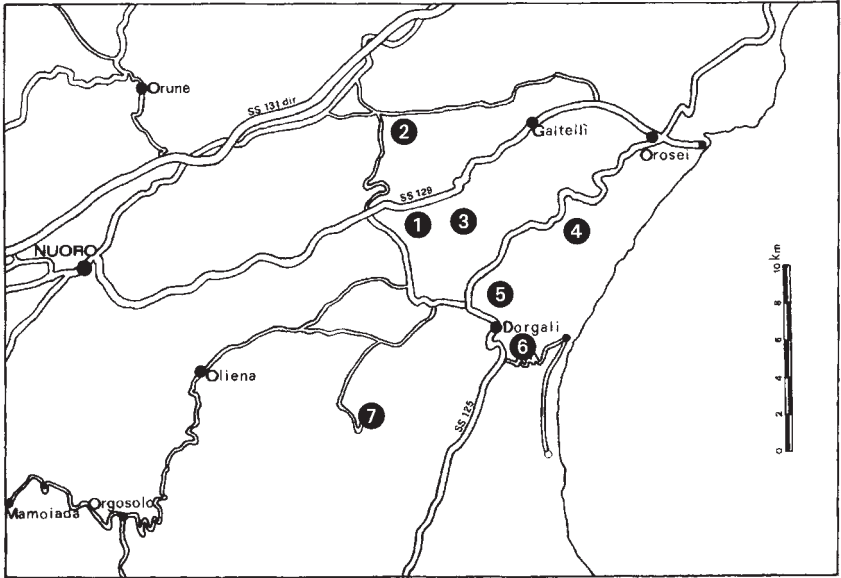 Orune
SS 131 dir
2
Galtellì
Orosei
SS 129
1
3
4
NUORO
10 Km
8
6
4
2
0
5
Dorgali
6
Oliena
7
SS 125
Orgosolo
Mamoiada